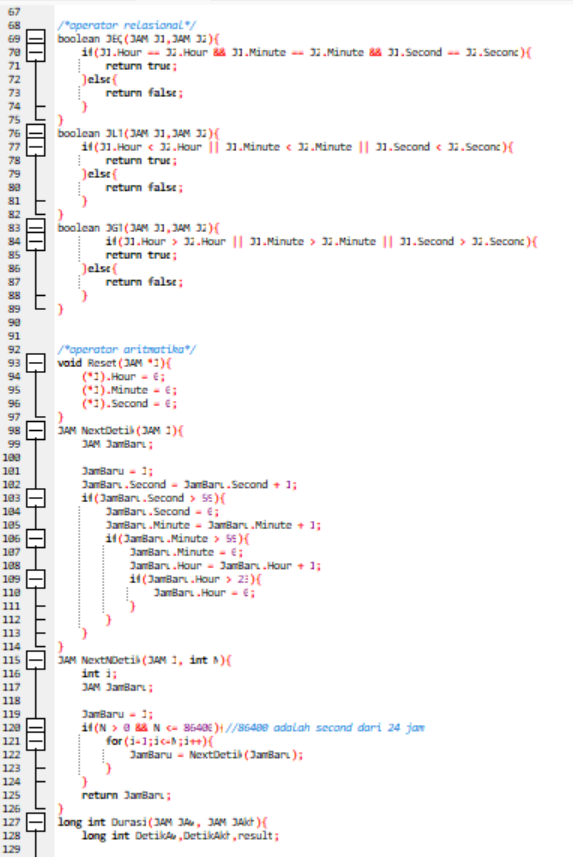 67
68 /*operator relasional*/
69 boolean JEQ(JAM J1,JAM J2){
70 if(J1.Hour == J2.Hour && J1.Minute == J2.Minute && J1.Second == J2.Second){
71 return true;
72 }else{
73 return false;
74 }
75 }
76 boolean JLT(JAM J1,JAM J2){
77 if(J1.Hour < J2.Hour || J1.Minute < J2.Minute || J1.Second < J2.Second){
78 return true;
79 }else{
80 return false;
81 }
82 }
83 boolean JGT(JAM J1,JAM J2){
84 if(J1.Hour > J2.Hour || J1.Minute > J2.Minute || J1.Second > J2.Second){
85 return true;
86 }else{
87 return false;
88 }
89 }
90
91
92 /*operator aritmatika*/
93 void Reset(JAM *J){
94 (*J).Hour = 0;
95 (*J).Minute = 0;
96 (*J).Second = 0;
97 }
98 JAM NextDetik(JAM J){
99 JAM JamBaru;
100
101 JamBaru = J;
102 JamBaru.Second = JamBaru.Second + 1;
103 if(JamBaru.Second > 59){
104 JamBaru.Second = 0;
105 JamBaru.Minute = JamBaru.Minute + 1;
106 if(JamBaru.Minute > 59){
107 JamBaru.Minute = 0;
108 JamBaru.Hour = JamBaru.Hour + 1;
109 if(JamBaru.Hour > 23){
110 JamBaru.Hour = 0;
111 }
112 }
113 }
114 }
115 JAM NextNDetik(JAM J, int N){
116 int i;
117 JAM JamBaru;
118
119 JamBaru = J;
120 if(N > 0 && N <= 86400){//86400 adalah second dari 24 jam
121 for(i=1;i<=N;i++){
122 JamBaru = NextDetik(JamBaru);
123 }
124 }
125 return JamBaru;
126 }
127 long int Durasi(JAM JAw, JAM JAkh){
128 long int DetikAw,DetikAkh,result;
129